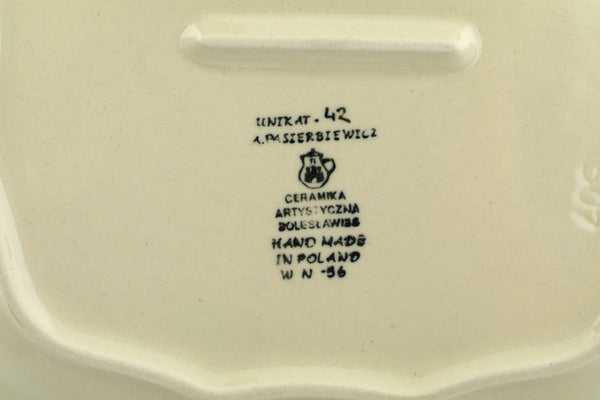 UNIKAT - 42
A. PASIERBIEWICZ
CERAMIKA
ARTYSTYCZNA
BOLESŁAWIEC
HAND MADE
IN POLAND
W N -56